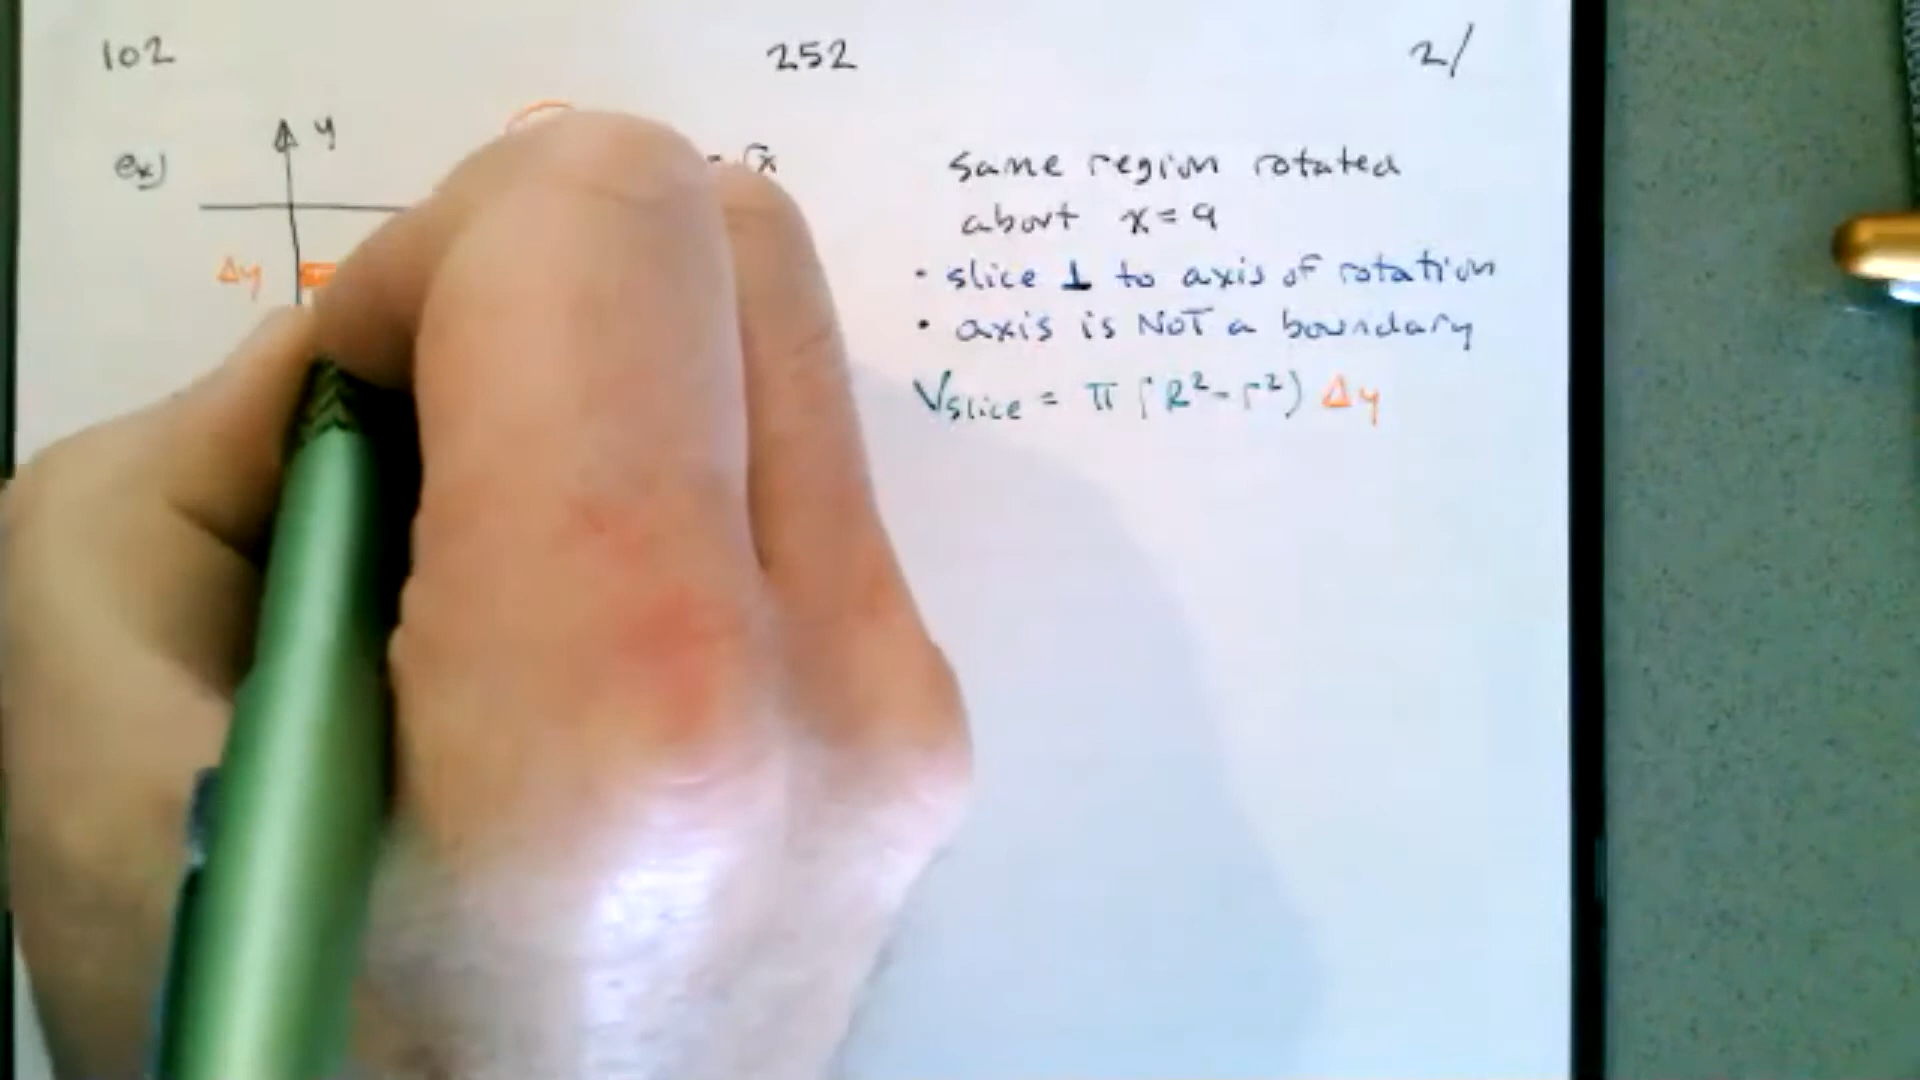 102 252 2/
ex) y √x
same region rotated
about x = 9
Δy
• slice ⊥ to axis of rotation
• axis is NOT a boundary
Vslice = π (R² - r²) Δy